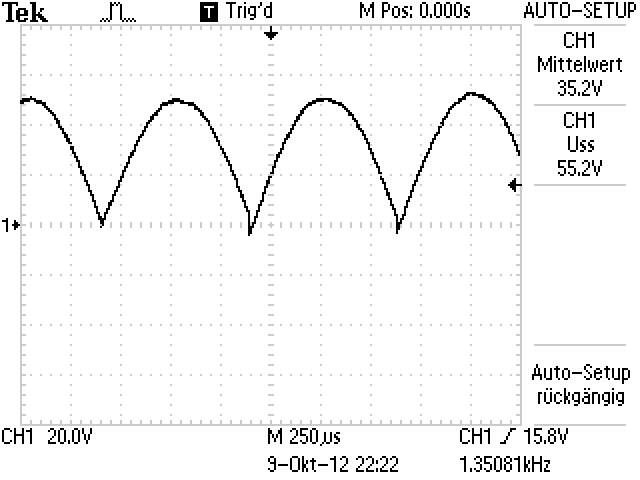 Tek T Trig'd M Pos: 0.000s AUTO-SETUP
CH1
Mittelwert
35.2V
CH1
Uss
55.2V
1
Auto-Setup
rückgängig
CH1 20.0V M 250µs CH1 15.8V
9-Okt-12 22:22 1.35081kHz